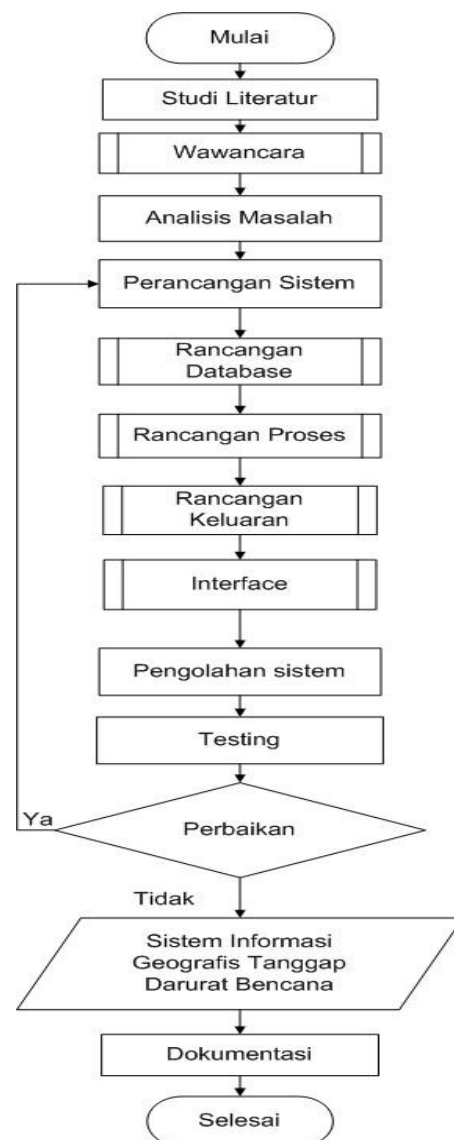 Mulai
Studi Literatur
Wawancara
Analisis Masalah
Perancangan Sistem
Rancangan
Database
Rancangan Proses
Rancangan
Keluaran
Interface
Pengolahan sistem
Testing
Ya
Perbaikan
Tidak
Sistem Informasi
Geografis Tanggap
Darurat Bencana
Dokumentasi
Selesai